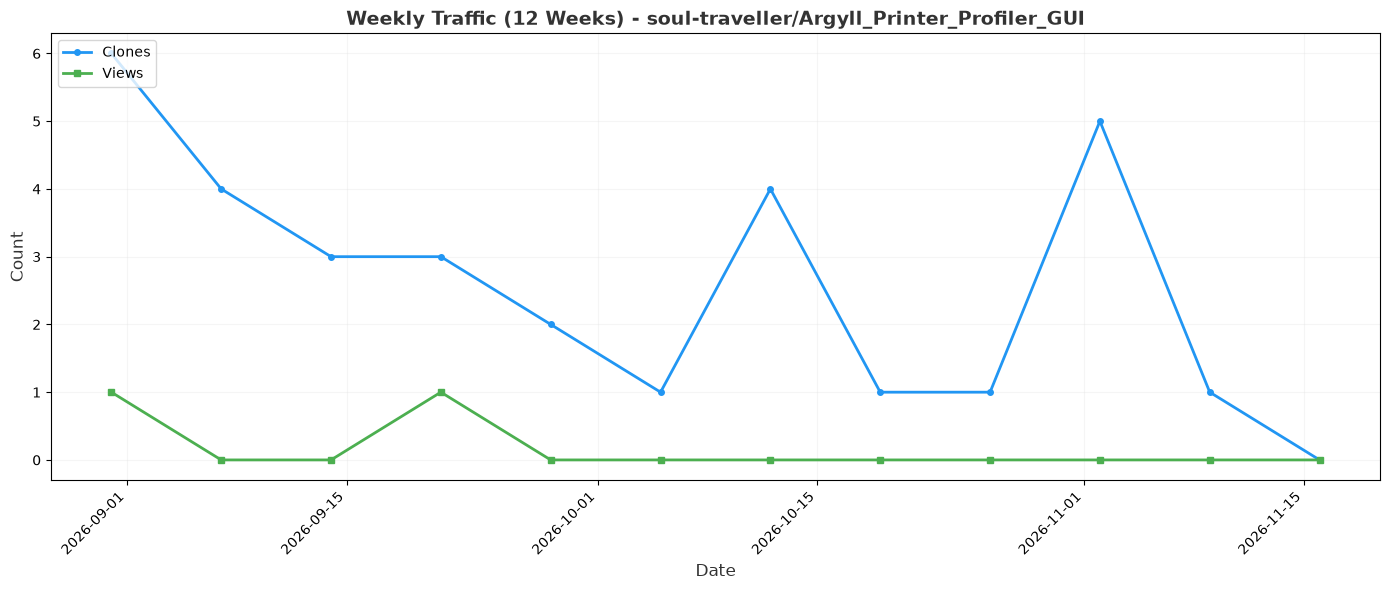 Weekly Traffic (12 Weeks) - soul-traveller/Argyll_Printer_Profiler_GUI
Clones
Views
Count
6
5
4
3
2
1
0
2026-09-01
2026-09-15
2026-10-01
2026-10-15
2026-11-01
2026-11-15
Date